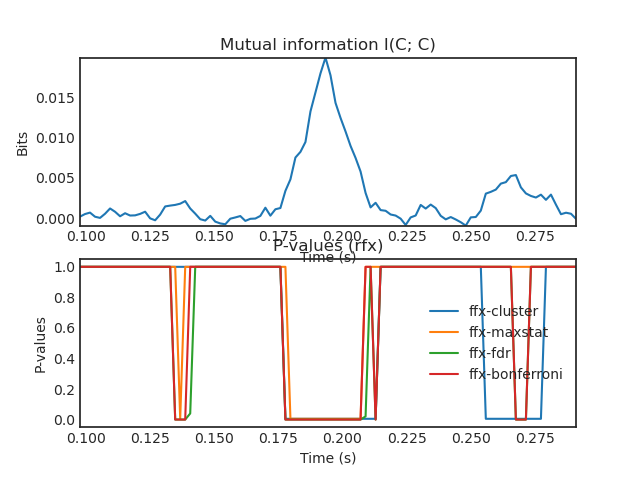 Mutual information I(C; C)
Bits
0.015
0.010
0.005
0.000
0.100 0.125 0.150 0.175 0.200 0.225 0.250 0.275
Time (s)
P-values (rfx)
P-values
1.0
0.8
0.6
0.4
0.2
0.0
ffx-cluster
ffx-maxstat
ffx-fdr
ffx-bonferroni
0.100 0.125 0.150 0.175 0.200 0.225 0.250 0.275
Time (s)